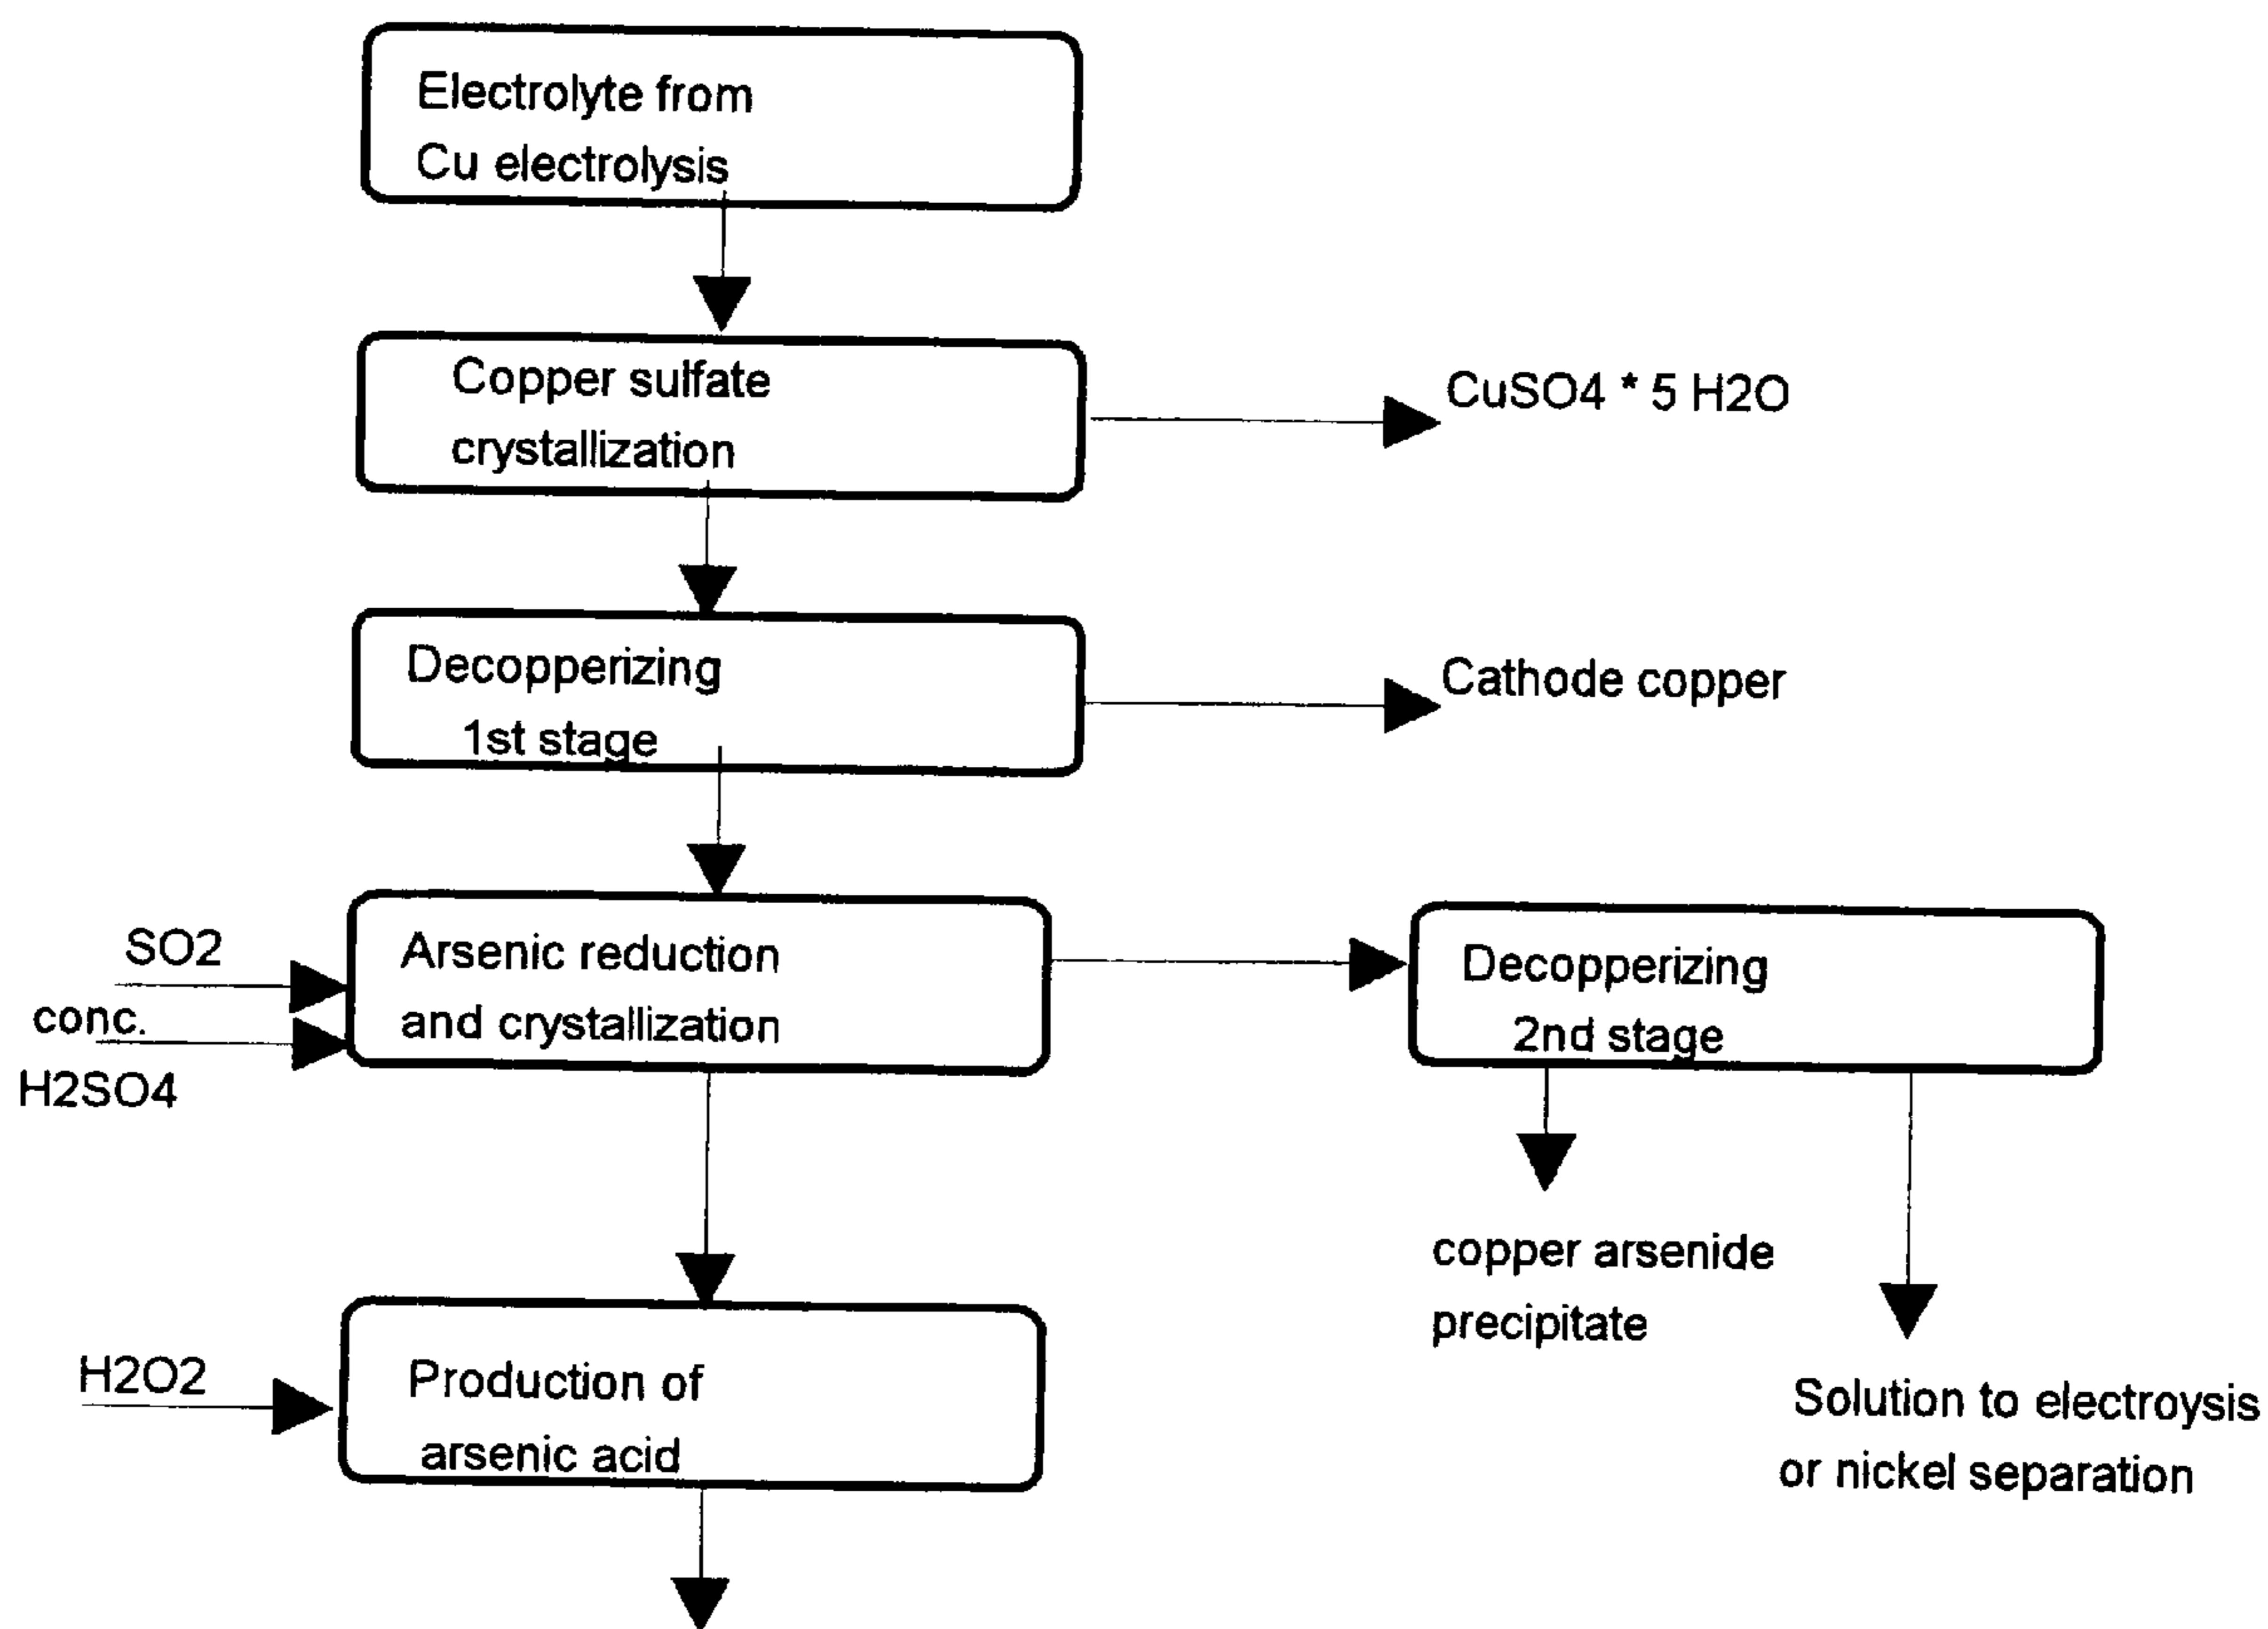 Electrolyte from
Cu electrolysis
Copper sulfate
crystallization
CuSO4 * 5 H2O
Decopperizing
1st stage
Cathode copper
SO2
conc.
H2SO4
Arsenic reduction
and crystallization
Decopperizing
2nd stage
copper arsenide
precipitate
Solution to electroysis
or nickel separation
H2O2
Production of
arsenic acid